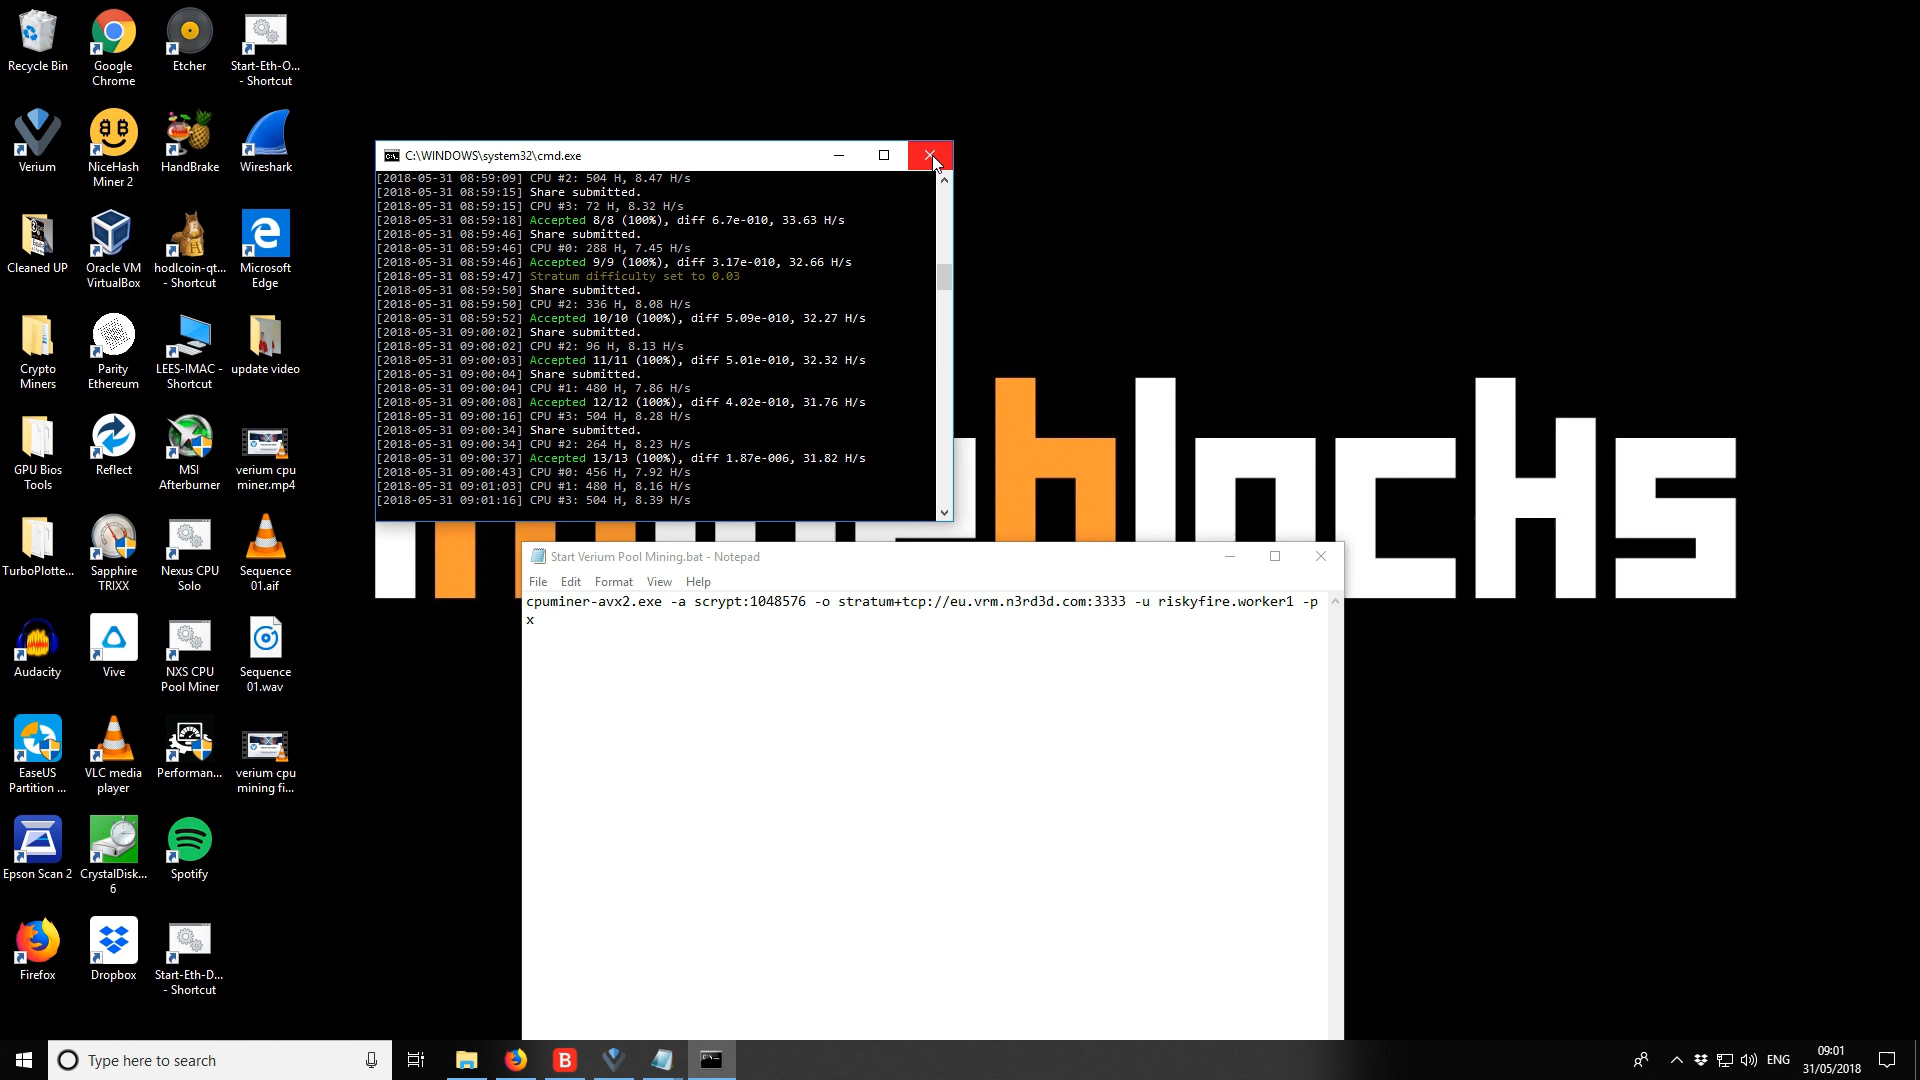 Recycle Bin
Google
Chrome
Etcher
Start-Eth-O...
- Shortcut
Verium
NiceHash
Miner 2
HandBrake
Wireshark
Cleaned UP
Oracle VM
VirtualBox
hodlcoin-qt...
- Shortcut
Microsoft
Edge
Crypto
Miners
Parity
Ethereum
LEES-IMAC -
Shortcut
update video
GPU Bios
Tools
Reflect
MSI
Afterburner
verium cpu
miner.mp4
TurboPlotte...
Sapphire
TRIXX
Nexus CPU
Solo
Sequence
01.aif
Audacity
Vive
NXS CPU
Pool Miner
Sequence
01.wav
EaseUS
Partition ...
VLC media
player
Performan...
verium cpu
mining fi...
Epson Scan 2
CrystalDisk...
6
Spotify
Firefox
Dropbox
Start-Eth-D...
- Shortcut
C:\WINDOWS\system32\cmd.exe
[2018-05-31 08:59:09] CPU #2: 504 H, 8.47 H/s
[2018-05-31 08:59:15] Share submitted.
[2018-05-31 08:59:15] CPU #3: 72 H, 8.32 H/s
[2018-05-31 08:59:18] Accepted 8/8 (100%), diff 6.7e-010, 33.63 H/s
[2018-05-31 08:59:46] Share submitted.
[2018-05-31 08:59:46] CPU #0: 288 H, 7.45 H/s
[2018-05-31 08:59:46] Accepted 9/9 (100%), diff 3.17e-010, 32.66 H/s
[2018-05-31 08:59:47] Stratum difficulty set to 0.03
[2018-05-31 08:59:50] Share submitted.
[2018-05-31 08:59:50] CPU #2: 336 H, 8.08 H/s
[2018-05-31 08:59:52] Accepted 10/10 (100%), diff 5.09e-010, 32.27 H/s
[2018-05-31 09:00:02] Share submitted.
[2018-05-31 09:00:02] CPU #2: 96 H, 8.13 H/s
[2018-05-31 09:00:03] Accepted 11/11 (100%), diff 5.01e-010, 32.32 H/s
[2018-05-31 09:00:04] Share submitted.
[2018-05-31 09:00:04] CPU #1: 480 H, 7.86 H/s
[2018-05-31 09:00:08] Accepted 12/12 (100%), diff 4.02e-010, 31.76 H/s
[2018-05-31 09:00:16] CPU #3: 504 H, 8.28 H/s
[2018-05-31 09:00:34] Share submitted.
[2018-05-31 09:00:34] CPU #2: 264 H, 8.23 H/s
[2018-05-31 09:00:37] Accepted 13/13 (100%), diff 1.87e-006, 31.82 H/s
[2018-05-31 09:00:43] CPU #0: 456 H, 7.92 H/s
[2018-05-31 09:01:03] CPU #1: 480 H, 8.16 H/s
[2018-05-31 09:01:16] CPU #3: 504 H, 8.39 H/s
blocks
Start Verium Pool Mining.bat - Notepad
File Edit Format View Help
cpuminer-avx2.exe -a scrypt:1048576 -o stratum+tcp://eu.vrm.n3rd3d.com:3333 -u riskyfire.worker1 -p
x
Type here to search
ENG
09:01
31/05/2018